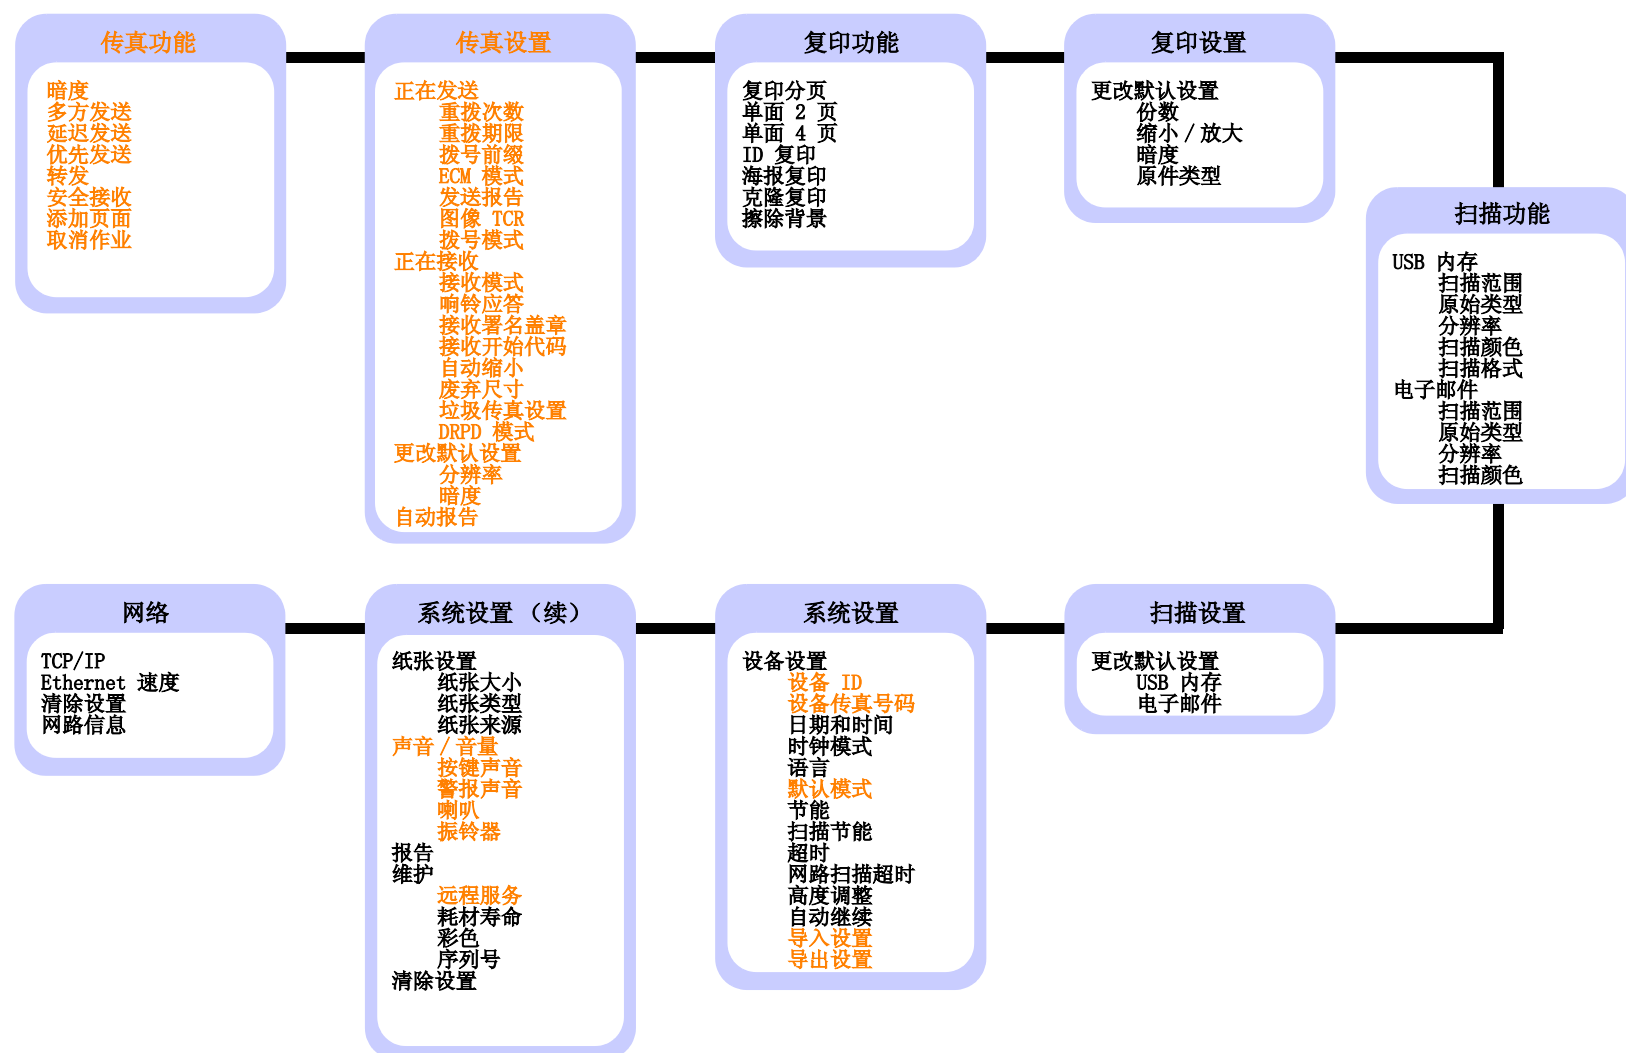 传真功能
暗度
多方发送
延迟发送
优先发送
转发
安全接收
添加页面
取消作业
传真设置
正在发送
重拨次数
重拨期限
拨号前缀
ECM 模式
发送报告
图像 TCR
拨号模式
正在接收
接收模式
响铃应答
接收署名盖章
接收开始代码
自动缩小
废弃尺寸
垃圾传真设置
DRPD 模式
更改默认设置
分辨率
暗度
自动报告
复印功能
复印分页
单面 2 页
单面 4 页
ID 复印
海报复印
克隆复印
擦除背景
复印设置
更改默认设置
份数
缩小 / 放大
暗度
原件类型
扫描功能
USB 内存
扫描范围
原始类型
分辨率
扫描颜色
扫描格式
电子邮件
扫描范围
原始类型
分辨率
扫描颜色
网络
TCP/IP
Ethernet 速度
清除设置
网路信息
系统设置 （续）
纸张设置
纸张大小
纸张类型
纸张来源
声音 / 音量
按键声音
警报声音
喇叭
振铃器
报告
维护
远程服务
耗材寿命
彩色
序列号
清除设置
系统设置
设备设置
设备 ID
设备传真号码
日期和时间
时钟模式
语言
默认模式
节能
扫描节能
超时
网路扫描超时
高度调整
自动继续
导入设置
导出设置
扫描设置
更改默认设置
USB 内存
电子邮件